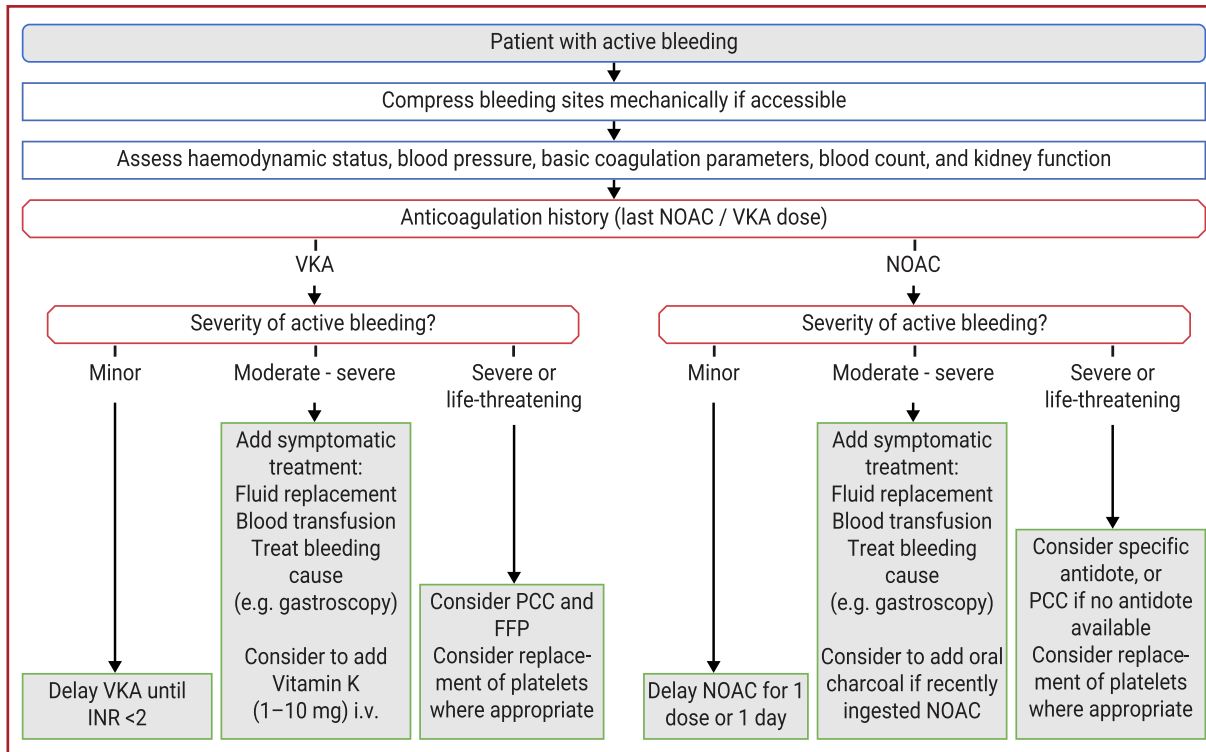 Patient with active bleeding
Compress bleeding sites mechanically if accessible
Assess haemodynamic status, blood pressure, basic coagulation parameters, blood count, and kidney function
Anticoagulation history (last NOAC / VKA dose)
VKA
Severity of active bleeding?
Minor
Delay VKA until
INR <2
Moderate - severe
Add symptomatic
treatment:
Fluid replacement
Blood transfusion
Treat bleeding
cause
(e.g. gastroscopy)
Consider to add
Vitamin K
(1–10 mg) i.v.
Severe or
life-threatening
Consider PCC and
FFP
Consider replace-
ment of platelets
where appropriate
NOAC
Severity of active bleeding?
Minor
Delay NOAC for 1
dose or 1 day
Moderate - severe
Add symptomatic
treatment:
Fluid replacement
Blood transfusion
Treat bleeding
cause
(e.g. gastroscopy)
Consider to add oral
charcoal if recently
ingested NOAC
Severe or
life-threatening
Consider specific
antidote, or
PCC if no antidote
available
Consider replace-
ment of platelets
where appropriate